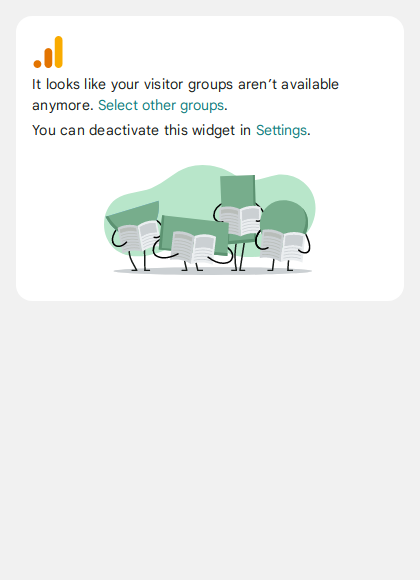 It looks like your visitor groups aren’t available
anymore. Select other groups.
You can deactivate this widget in Settings.